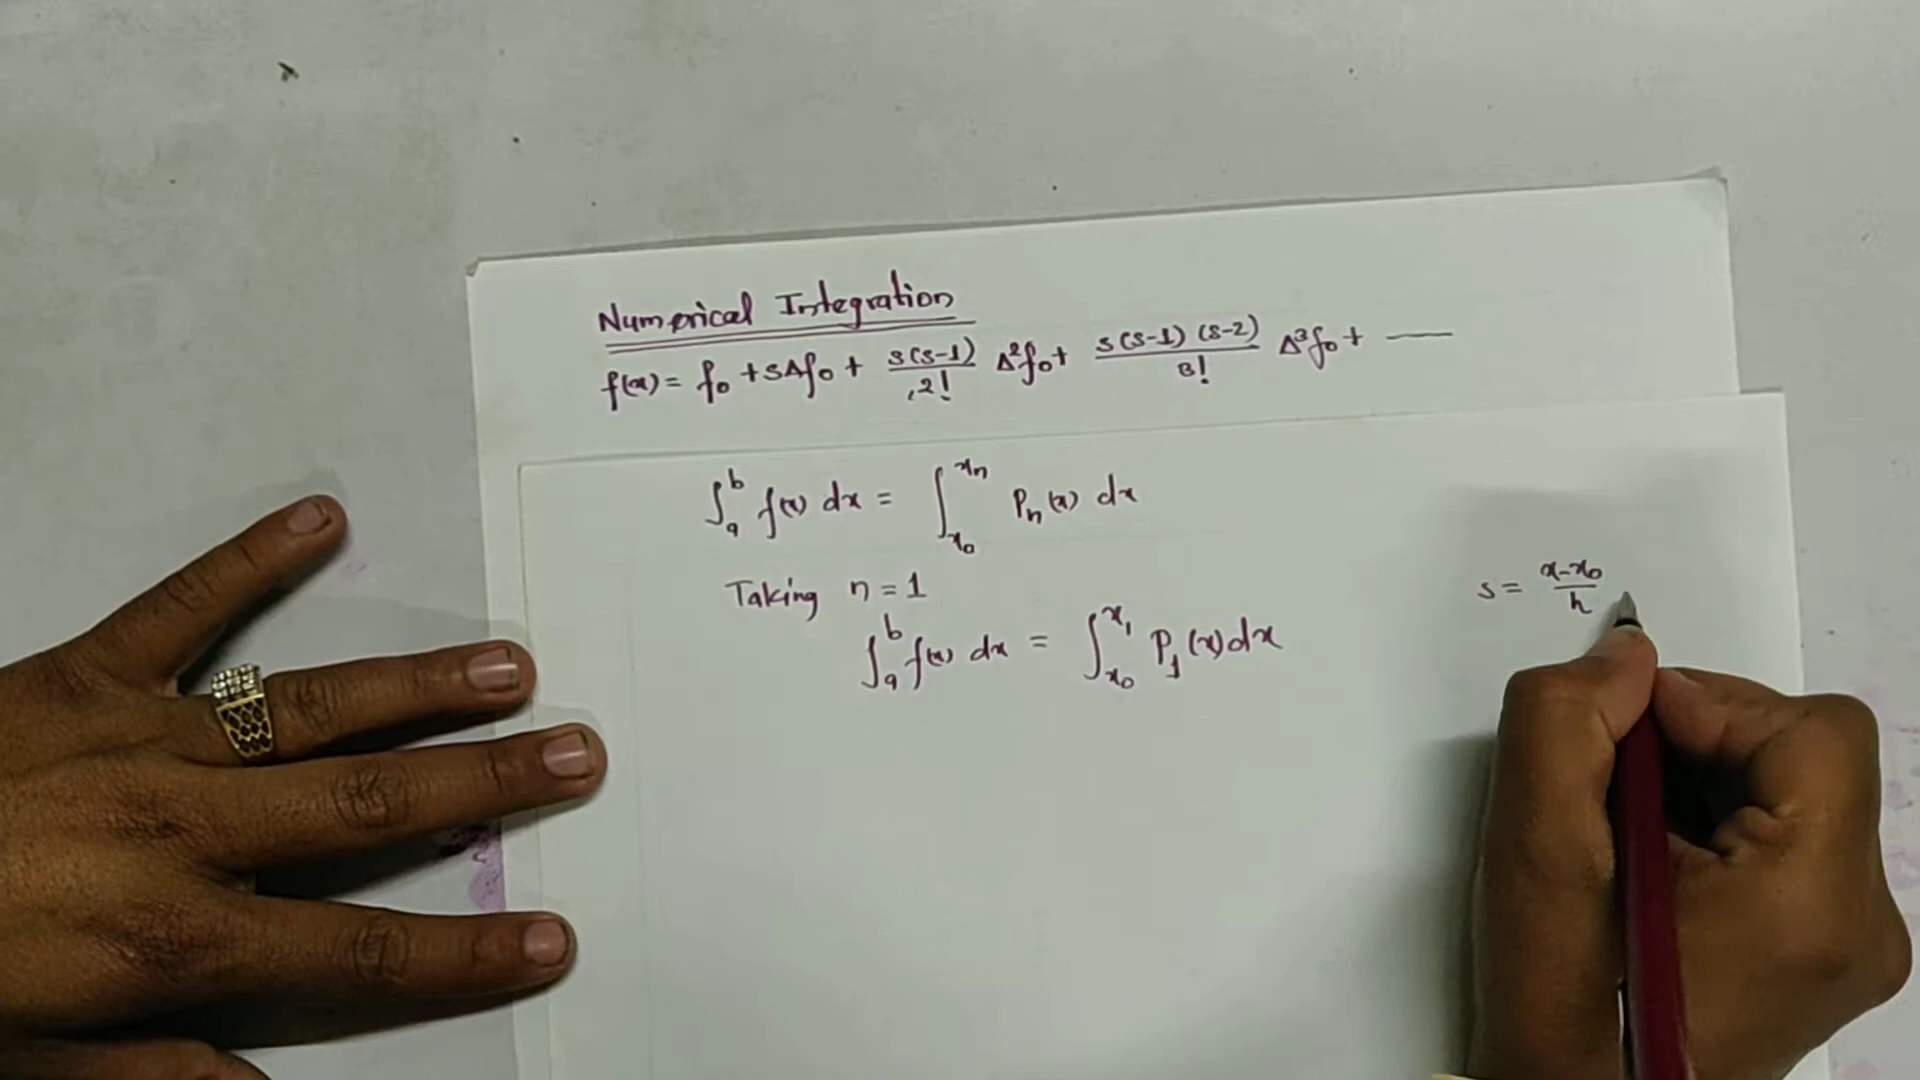 Numerical Integration
f(x) = f₀ + sΔf₀ + s(s-1)/2! Δ²f₀ + s(s-1)(s-2)/3! Δ³f₀ + ——
∫ₐᵇ f(x) dx = ∫_{x₀}^{xₙ} Pₙ(x) dx
Taking n = 1
s = (x-x₀)/h
∫ₐᵇ f(x) dx = ∫_{x₀}^{x₁} P₁(x) dx